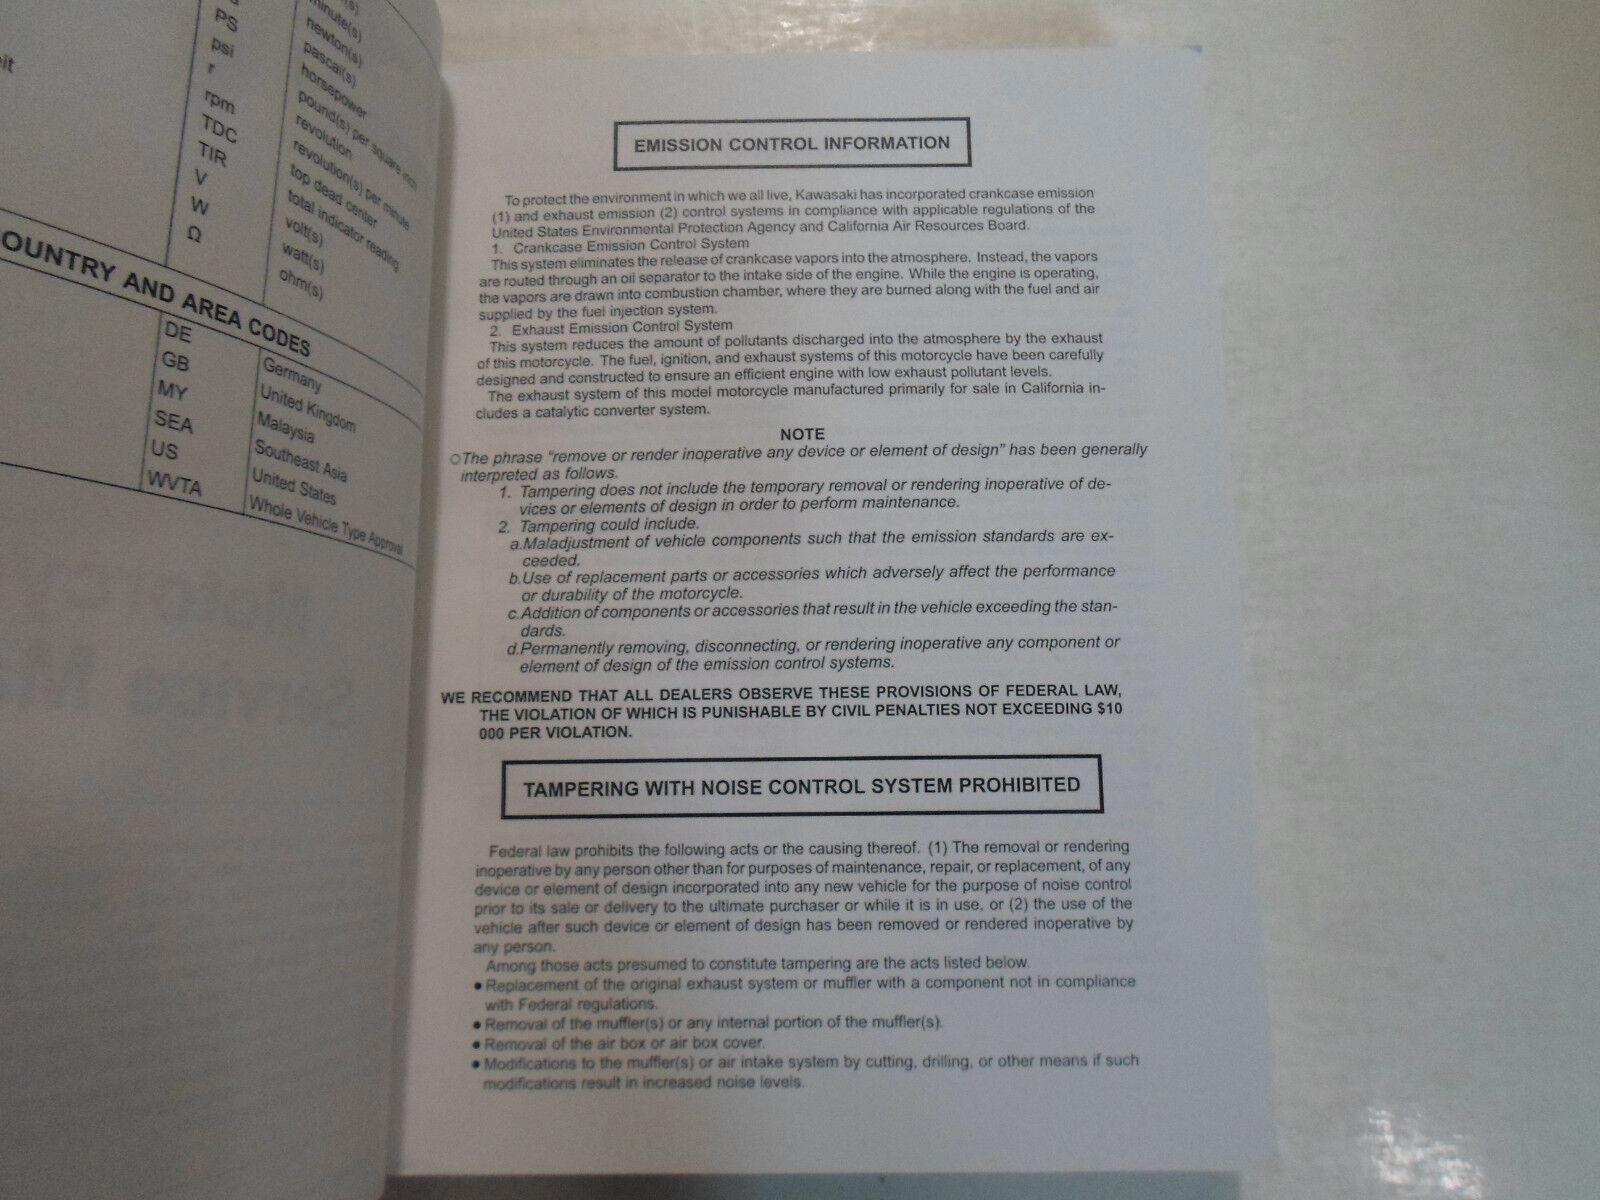 PS
psi
r
rpm
TDC
TIR
V
W
Ω
minute(s)
newton(s)
pascal(s)
horsepower
pound(s) per square inch
revolution
revolution(s) per minute
top dead center
total indicator reading
volt(s)
watt(s)
ohm(s)
OUNTRY AND AREA CODES
DE Germany
GB United Kingdom
MY Malaysia
SEA Southeast Asia
US United States
WVTA Whole Vehicle Type Approval
EMISSION CONTROL INFORMATION
To protect the environment in which we all live, Kawasaki has incorporated crankcase emission
(1) and exhaust emission (2) control systems in compliance with applicable regulations of the
United States Environmental Protection Agency and California Air Resources Board.
1. Crankcase Emission Control System
This system eliminates the release of crankcase vapors into the atmosphere. Instead, the vapors
are routed through an oil separator to the intake side of the engine. While the engine is operating,
the vapors are drawn into combustion chamber, where they are burned along with the fuel and air
supplied by the fuel injection system.
2. Exhaust Emission Control System
This system reduces the amount of pollutants discharged into the atmosphere by the exhaust
of this motorcycle. The fuel, ignition, and exhaust systems of this motorcycle have been carefully
designed and constructed to ensure an efficient engine with low exhaust pollutant levels.
The exhaust system of this model motorcycle manufactured primarily for sale in California in-
cludes a catalytic converter system.
NOTE
○The phrase “remove or render inoperative any device or element of design” has been generally
interpreted as follows.
1. Tampering does not include the temporary removal or rendering inoperative of de-
vices or elements of design in order to perform maintenance.
2. Tampering could include.
a.Maladjustment of vehicle components such that the emission standards are ex-
ceeded.
b.Use of replacement parts or accessories which adversely affect the performance
or durability of the motorcycle.
c.Addition of components or accessories that result in the vehicle exceeding the stan-
dards.
d.Permanently removing, disconnecting, or rendering inoperative any component or
element of design of the emission control systems.
WE RECOMMEND THAT ALL DEALERS OBSERVE THESE PROVISIONS OF FEDERAL LAW,
THE VIOLATION OF WHICH IS PUNISHABLE BY CIVIL PENALTIES NOT EXCEEDING $10
000 PER VIOLATION.
TAMPERING WITH NOISE CONTROL SYSTEM PROHIBITED
Federal law prohibits the following acts or the causing thereof. (1) The removal or rendering
inoperative by any person other than for purposes of maintenance, repair, or replacement, of any
device or element of design incorporated into any new vehicle for the purpose of noise control
prior to its sale or delivery to the ultimate purchaser or while it is in use, or (2) the use of the
vehicle after such device or element of design has been removed or rendered inoperative by
any person.
Among those acts presumed to constitute tampering are the acts listed below.
● Replacement of the original exhaust system or muffler with a component not in compliance
with Federal regulations.
● Removal of the muffler(s) or any internal portion of the muffler(s).
● Removal of the air box or air box cover.
● Modifications to the muffler(s) or air intake system by cutting, drilling, or other means if such
modifications result in increased noise levels.